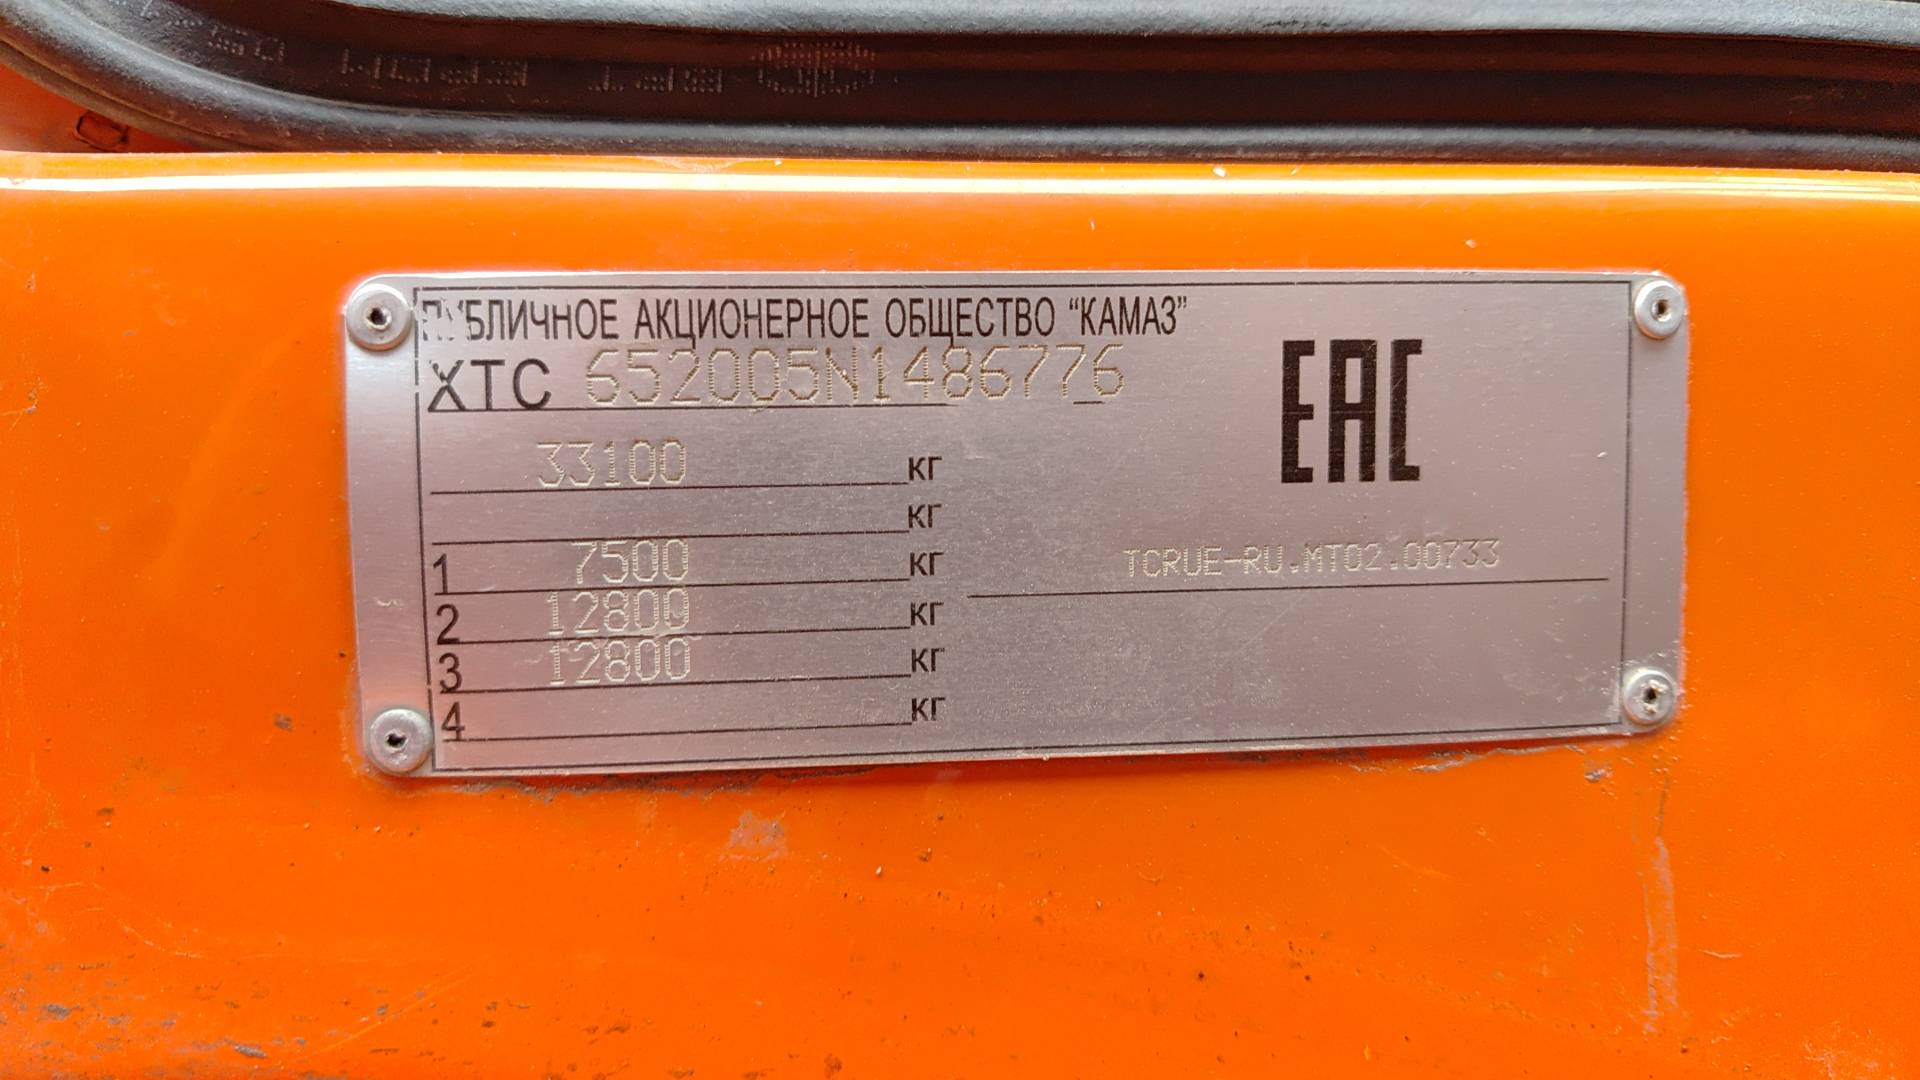 ПУБЛИЧНОЕ АКЦИОНЕРНОЕ ОБЩЕСТВО "КАМАЗ"
XTC 652005N1486776
EAC
33100 кг
кг
1 7500 кг
TCRUE-RU.MT02.00733
2 12800 кг
3 12800 кг
4 кг